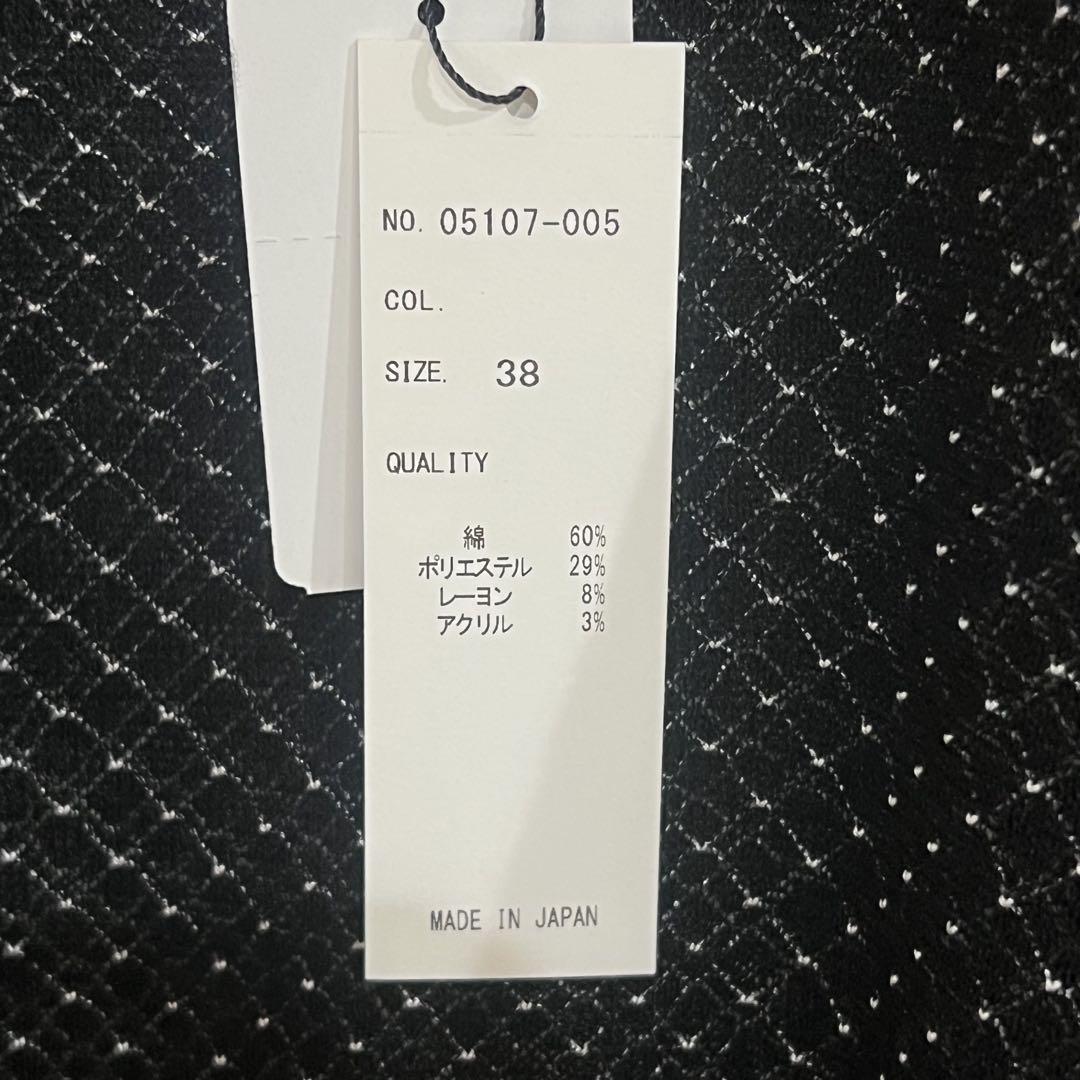 NO. 05107-005
COL.
SIZE. 38
QUALITY
綿 60%
ポリエステル 29%
レーヨン 8%
アクリル 3%
MADE IN JAPAN